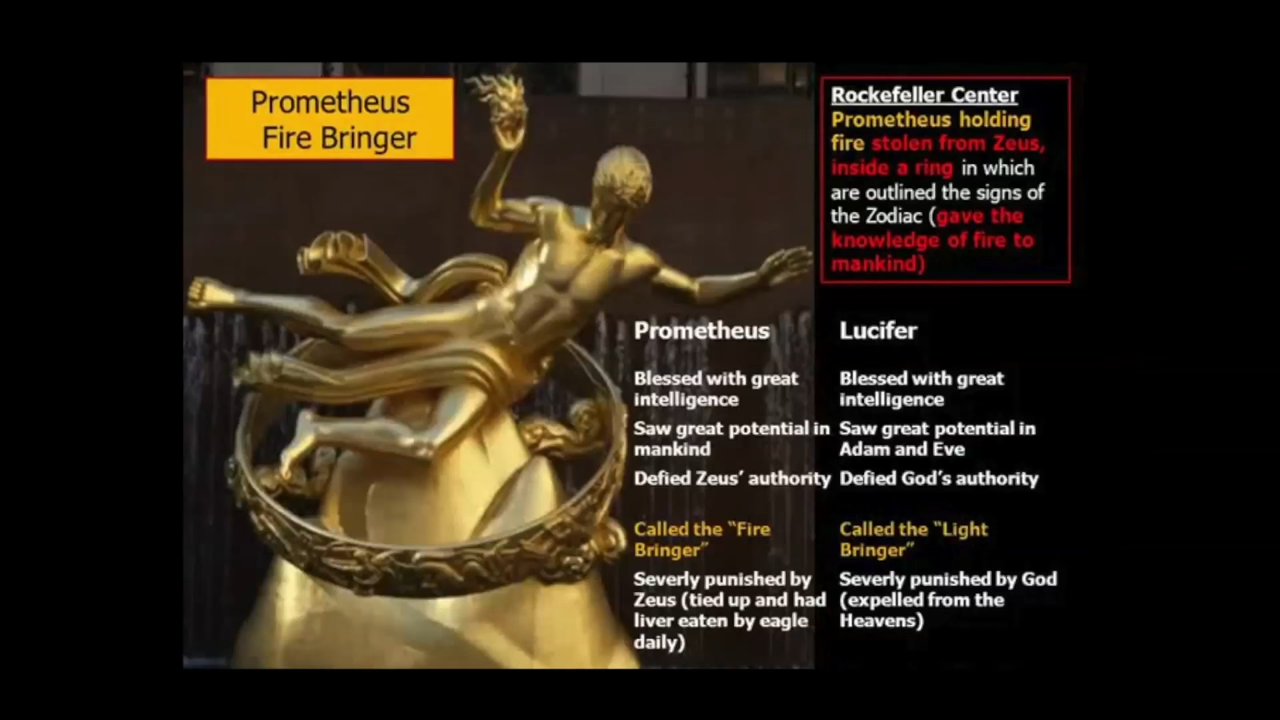 Prometheus
Fire Bringer
Rockefeller Center
Prometheus holding
fire stolen from Zeus,
inside a ring in which
are outlined the signs of
the Zodiac (gave the
knowledge of fire to
mankind)
Prometheus
Lucifer
Blessed with great
intelligence
Blessed with great
intelligence
Saw great potential in
mankind
Saw great potential in
Adam and Eve
Defied Zeus’ authority
Defied God’s authority
Called the “Fire
Bringer”
Called the “Light
Bringer”
Severly punished by
Zeus (tied up and had
liver eaten by eagle
daily)
Severly punished by God
(expelled from the
Heavens)